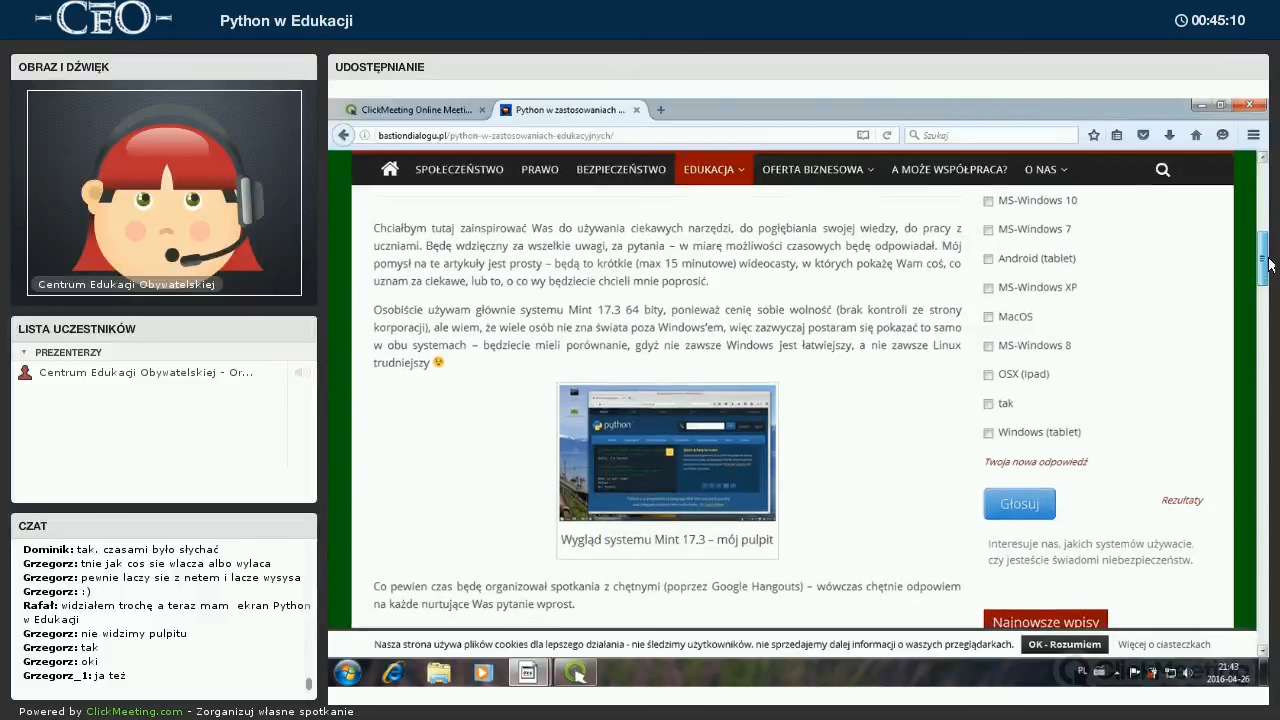 -CEO-
Python w Edukacji
00:45:10
OBRAZ I DŹWIĘK
Centrum Edukacji Obywatelskiej
LISTA UCZESTNIKÓW
PREZENTERZY
Centrum Edukacji Obywatelskiej - Or...
CZAT
Dominik: tak. czasami było słychać
Grzegorz: tnie jak cos sie wlacza albo wylaca
Grzegorz: pewnie laczy sie z netem i lacze wysysa
Grzegorz: :)
Rafał: widziałem trochę a teraz mam ekran Python
w Edukacji
Grzegorz: nie widzimy pulpitu
Grzegorz: tak
Grzegorz: oki
Grzegorz_1: ja też
Powered by ClickMeeting.com - Zorganizuj własne spotkanie
UDOSTĘPNIANIE
ClickMeeting Online Meeti...
Python w zastosowaniach ...
bastiondialogu.pl/python-w-zastosowaniach-edukacyjnych/
Szukaj
SPOŁECZEŃSTWO PRAWO BEZPIECZEŃSTWO EDUKACJA OFERTA BIZNESOWA A MOŻE WSPÓŁPRACA? O NAS
Chciałbym tutaj zainspirować Was do używania ciekawych narzędzi, do pogłębiania swojej wiedzy, do pracy z
uczniami. Będę wdzięczny za wszelkie uwagi, za pytania – w miarę możliwości czasowych będę odpowiadał. Mój
pomysł na te artykuły jest prosty – będą to krótkie (max 15 minutowe) videocasty, w których pokażę Wam coś, co
uznam za ciekawe, lub to, o co wy będziecie chcieli mnie poprosić.
Osobiście używam głównie systemu Mint 17.3 64 bity, ponieważ cenię sobie wolność (brak kontroli ze strony
korporacji), ale wiem, że wiele osób nie zna świata poza Windows'em, więc zazwyczaj postaram się pokazać to samo
w obu systemach – będziecie mieli porównanie, gdyż nie zawsze Windows jest łatwiejszy, a nie zawsze Linux
trudniejszy
python
Wygląd systemu Mint 17.3 – mój pulpit
Co pewien czas będę organizował spotkania z chętnymi (poprzez Google Hangouts) – wówczas chętnie odpowiem
na każde nurtujące Was pytanie wprost.
MS-Windows 10
MS-Windows 7
Android (tablet)
MS-Windows XP
MacOS
MS-Windows 8
OSX (Ipad)
tak
Windows (tablet)
Twoja nowa odpowiedź
Głosuj
Rezultaty
Interesuje nas, jakich systemów używacie,
czy jesteście świadomi niebezpieczeństw.
Najnowsze wpisy
Nasza strona używa plików cookies dla lepszego działania - nie śledzimy użytkowników, nie sprzedajemy dalej informacji o waszych przeglądarkach.
OK - Rozumiem
Więcej o ciasteczkach
PL
21:43
2016-04-26